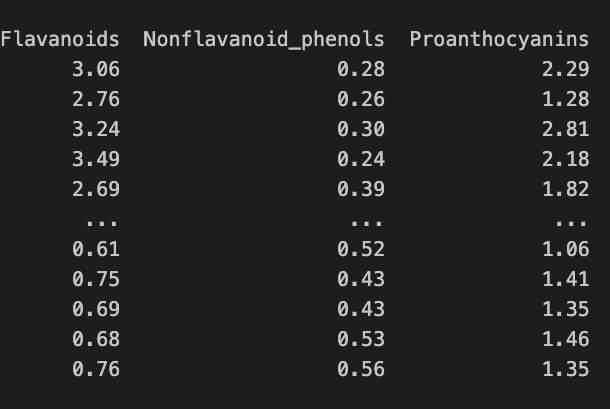 Flavanoids Nonflavanoid_phenols Proanthocyanins
3.06 0.28 2.29
2.76 0.26 1.28
3.24 0.30 2.81
3.49 0.24 2.18
2.69 0.39 1.82
... ... ...
0.61 0.52 1.06
0.75 0.43 1.41
0.69 0.43 1.35
0.68 0.53 1.46
0.76 0.56 1.35